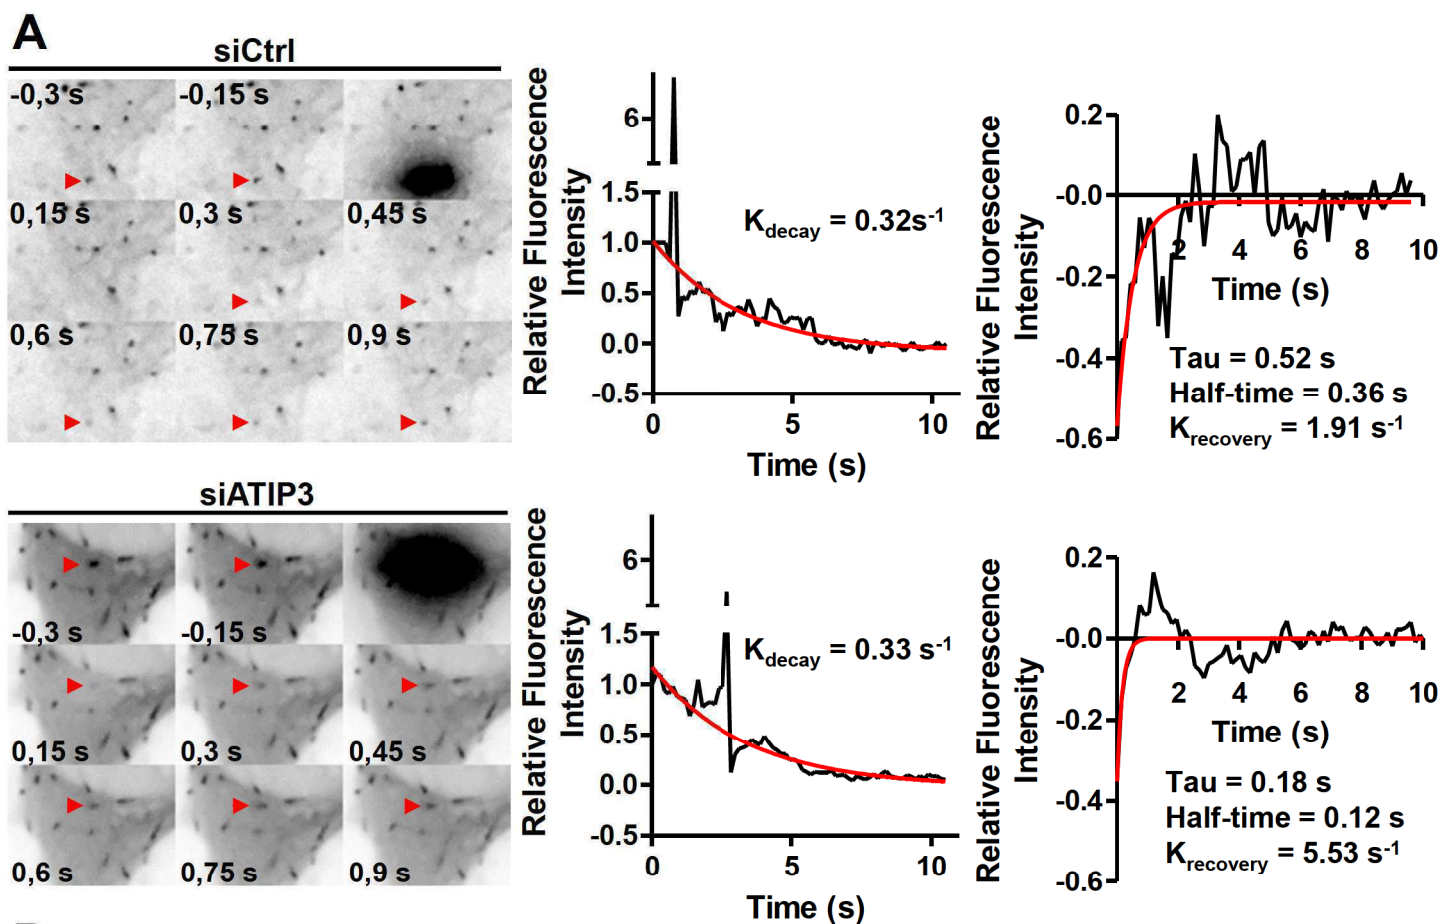 A
siCtrl
-0,3 s
-0,15 s
0,15 s
0,3 s
0,45 s
0,6 s
0,75 s
0,9 s
Relative Fluorescence
Intensity
6
1.5
1.0
0.5
0.0
-0.5
0
5
10
Time (s)
Kdecay = 0.32s-1
Relative Fluorescence
Intensity
0.2
-0.0
-0.2
-0.4
-0.6
2
4
6
8
10
Time (s)
Tau = 0.52 s
Half-time = 0.36 s
Krecovery = 1.91 s-1
siATIP3
-0,3 s
-0,15 s
0,15 s
0,3 s
0,45 s
0,6 s
0,75 s
0,9 s
Relative Fluorescence
Intensity
6
1.5
1.0
0.5
0.0
-0.5
0
5
10
Time (s)
Kdecay = 0.33 s-1
Relative Fluorescence
Intensity
0.2
-0.0
-0.2
-0.4
-0.6
2
4
6
8
10
Time (s)
Tau = 0.18 s
Half-time = 0.12 s
Krecovery = 5.53 s-1